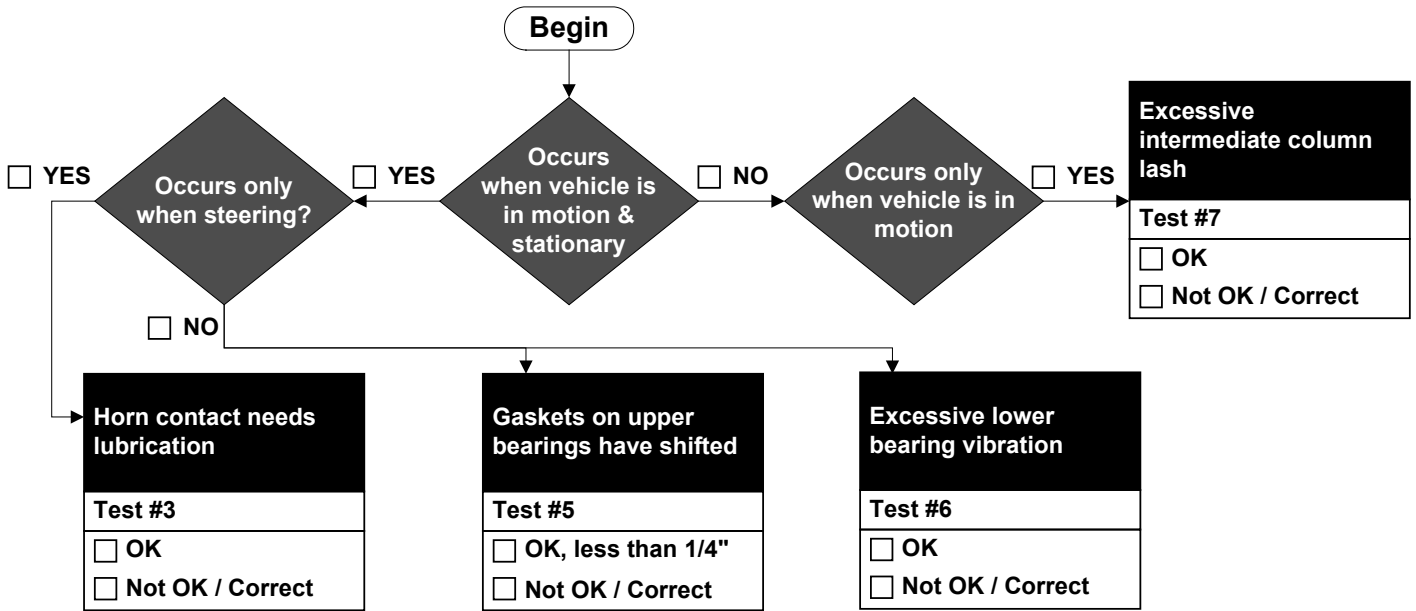 Begin
Occurs only
when steering?
Occurs
when vehicle is
in motion &
stationary
Occurs only
when vehicle is in
motion
YES
YES
NO
YES
NO
Excessive
intermediate column
lash
Test #7
OK
Not OK / Correct
Horn contact needs
lubrication
Test #3
OK
Not OK / Correct
Gaskets on upper
bearings have shifted
Test #5
OK, less than 1/4"
Not OK / Correct
Excessive lower
bearing vibration
Test #6
OK
Not OK / Correct